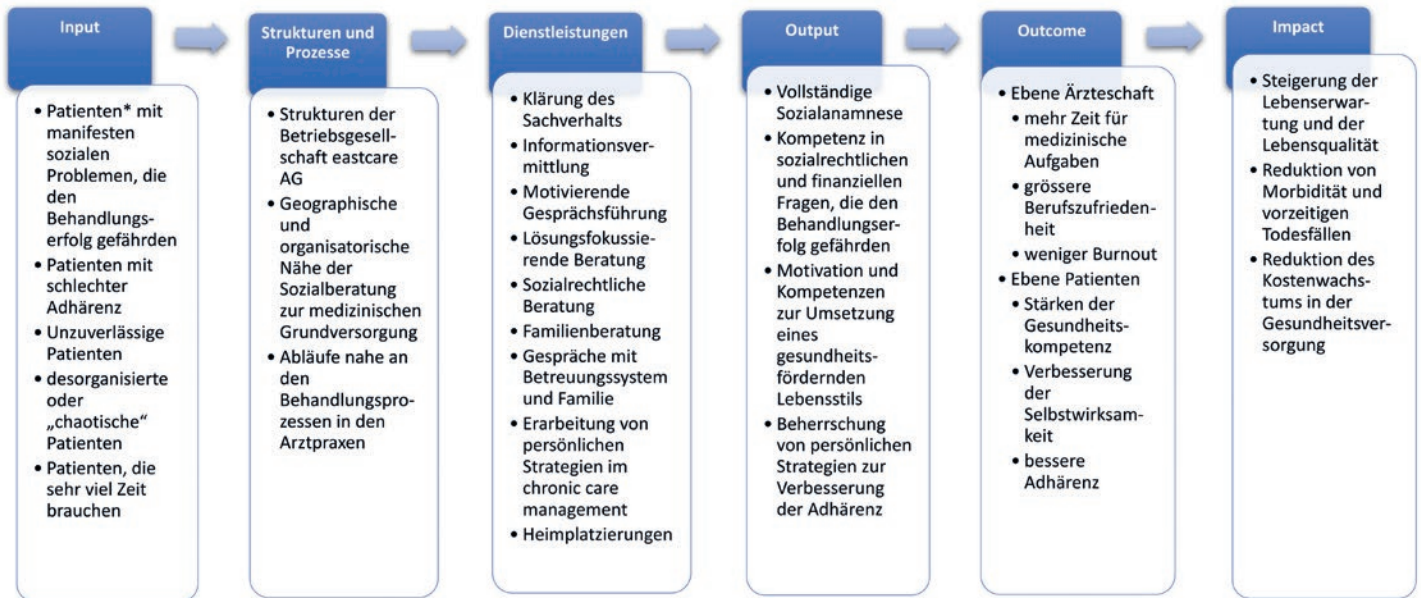 Input
Patienten* mit
manifesten
sozialen
Problemen, die
den
Behandlungs-
erfolg gefährden
Patienten mit
schlechter
Adhärenz
Unzuverlässige
Patienten
desorganisierte
oder
„chaotische“
Patienten
Patienten, die
sehr viel Zeit
brauchen
Strukturen und
Prozesse
Strukturen der
Betriebsgesell-
schaft eastcare
AG
Geographische
und
organisatorische
Nähe der
Sozialberatung
zur medizinischen
Grundversorgung
Abläufe nahe an
den
Behandlungspro-
zessen in den
Arztpraxen
Dienstleistungen
Klärung des
Sachverhalts
Informationsver-
mittlung
Motivierende
Gesprächsführung
Lösungsfokussie-
rende Beratung
Sozialrechtliche
Beratung
Familienberatung
Gespräche mit
Betreuungssystem
und Familie
Erarbeitung von
persönlichen
Strategien im
chronic care
management
Heimplatzierungen
Output
Vollständige
Sozialanamnese
Kompetenz in
sozialrechtlichen
und finanziellen
Fragen, die den
Behandlungser-
folg gefährden
Motivation und
Kompetenzen
zur Umsetzung
eines
gesundheits-
fördernden
Lebensstils
Beherrschung
von persönlichen
Strategien zur
Verbesserung
der Adhärenz
Outcome
Ebene Ärzteschaft
mehr Zeit für
medizinische
Aufgaben
grössere
Berufszufrieden-
heit
weniger Burnout
Ebene Patienten
Stärken der
Gesundheits-
kompetenz
Verbesserung
der
Selbstwirksam-
keit
bessere
Adhärenz
Impact
Steigerung der
Lebenserwar-
tung und der
Lebensqualität
Reduktion von
Morbidität und
vorzeitigen
Todesfällen
Reduktion des
Kostenwachs-
tums in der
Gesundheitsver-
sorgung